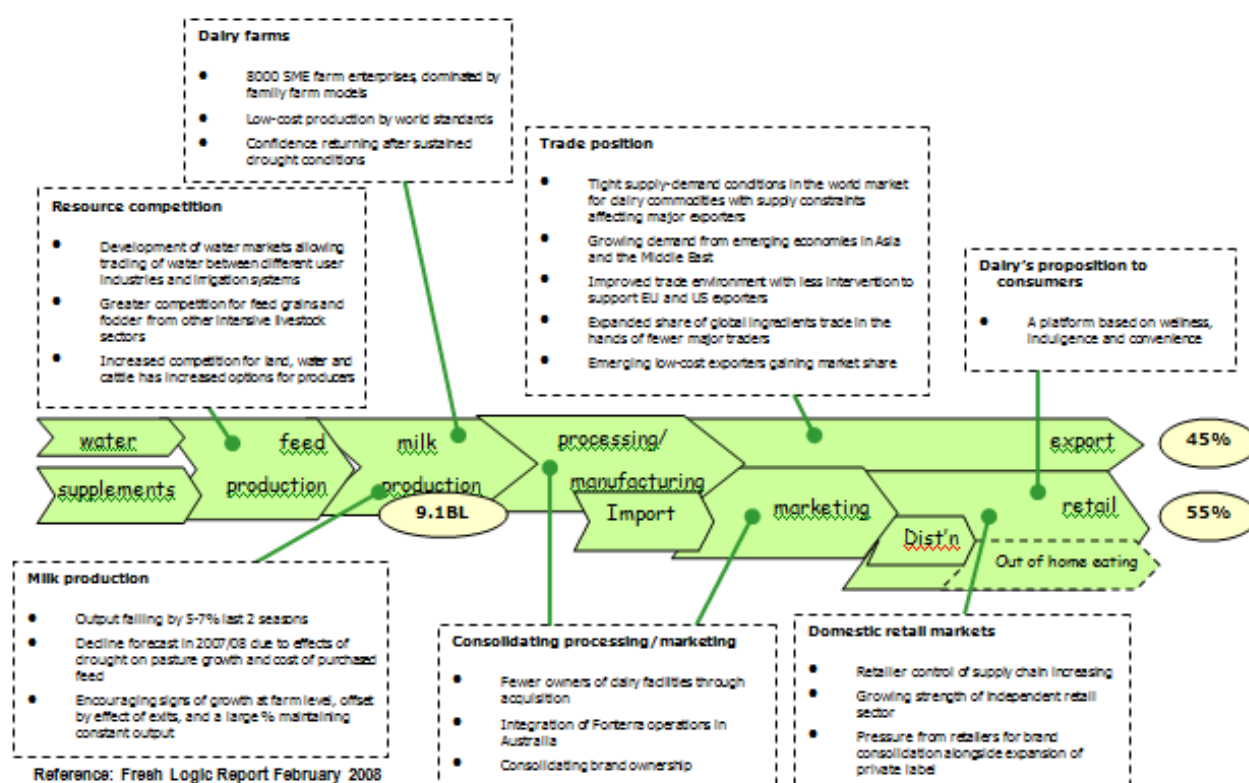 Dairy farms
● 8000 SME farm enterprises, dominated by
family farm models
● Low-cost production by world standards
● Confidence returning after sustained
drought conditions
Resource competition
● Development of water markets allowing
trading of water between different user
industries and irrigation systems
● Greater competition for feed grains and
fodder from other intensive livestock
sectors
● Increased competition for land, water and
cattle has increased options for producers
Trade position
● Tight supply-demand conditions in the world market
for dairy commodities with supply constraints
affecting major exporters
● Growing demand from emerging economies in Asia
and the Middle East
● Improved trade environment with less intervention to
support EU and US exporters
● Expanded share of global ingredients trade in the
hands of fewer major traders
● Emerging low-cost exporters gaining market share
Dairy's proposition to
consumers
● A platform based on wellness,
indulgence and convenience
water
supplements
feed
production
milk
production
9.1BL
processing/
manufacturing
Import
marketing
Dist'n
export
retail
Out of home eating
45%
55%
Milk production
● Output falling by 5-7% last 2 seasons
● Decline forecast in 2007/08 due to effects of
drought on pasture growth and cost of purchased
feed
● Encouraging signs of growth at farm level, offset
by effect of exits, and a large % maintaining
constant output
Consolidating processing/marketing
● Fewer owners of dairy facilities through
acquisition
● Integration of Fonterra operations in
Australia
● Consolidating brand ownership
Domestic retail markets
● Retailer control of supply chain increasing
● Growing strength of independent retail
sector
● Pressure from retailers for brand
consolidation alongside expansion of
private label
Reference: Fresh Logic Report February 2008